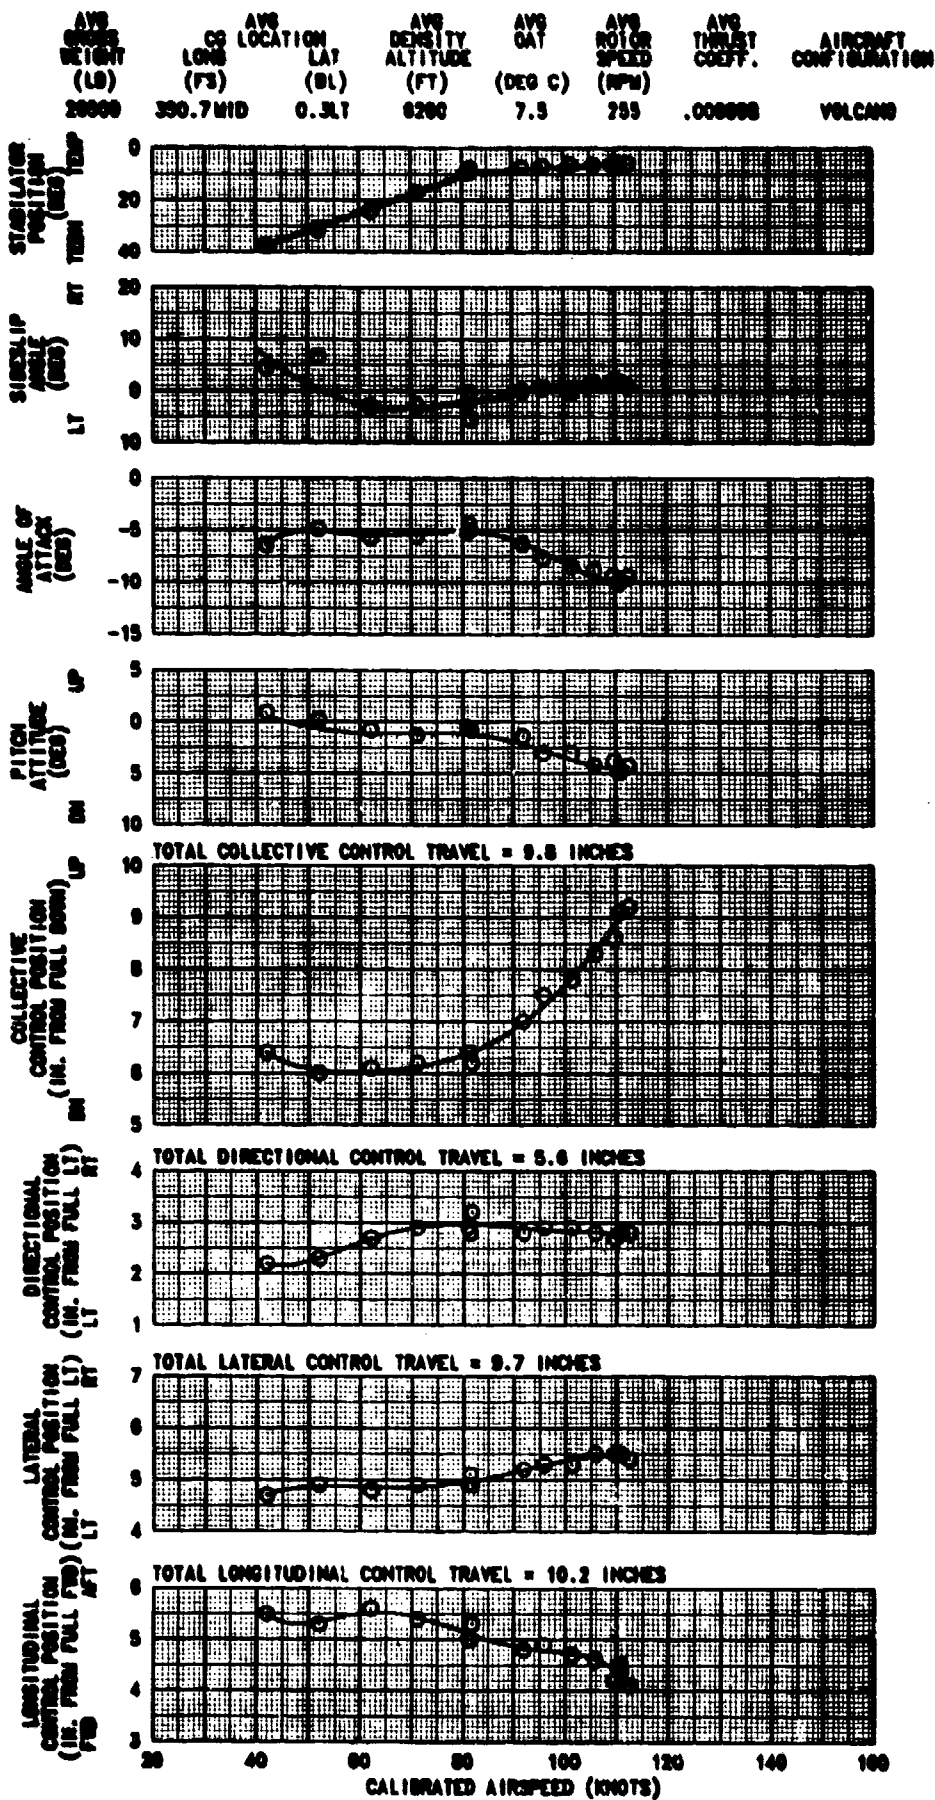 AVG AVG AVG AVG AVG AVG
GROSS CG LOCATION DENSITY OAT ROTOR THRUST AIRCRAFT
WEIGHT LONG LAT ALTITUDE SPEED COEFF. CONFIGURATION
(LB) (FS) (BL) (FT) (DEG C) (RPM)
390.7MID 0.3LT 7.5 255 VOLCANO
STABILATOR
POSITION
(DEG)
TERM TEMP
0
20
40
SIDESLIP
ANGLE
(DEG)
LT RT
20
10
0
10
ANGLE OF
ATTACK
(DEG)
0
-5
-10
-15
PITCH
ATTITUDE
(DEG)
DN UP
5
0
5
10
TOTAL COLLECTIVE CONTROL TRAVEL = 9.8 INCHES
COLLECTIVE
CONTROL POSITION
(IN. FROM FULL DOWN)
DN UP
10
9
8
7
6
5
TOTAL DIRECTIONAL CONTROL TRAVEL = 5.6 INCHES
DIRECTIONAL
CONTROL POSITION
(IN. FROM FULL LT)
LT RT
4
3
2
1
TOTAL LATERAL CONTROL TRAVEL = 9.7 INCHES
LATERAL
CONTROL POSITION
(IN. FROM FULL LT)
LT RT
7
6
5
4
TOTAL LONGITUDINAL CONTROL TRAVEL = 10.2 INCHES
LONGITUDINAL
CONTROL POSITION
(IN. FROM FULL FWD)
FWD AFT
6
5
4
3
20 40 60 80 100 120 140 160
CALIBRATED AIRSPEED (KNOTS)